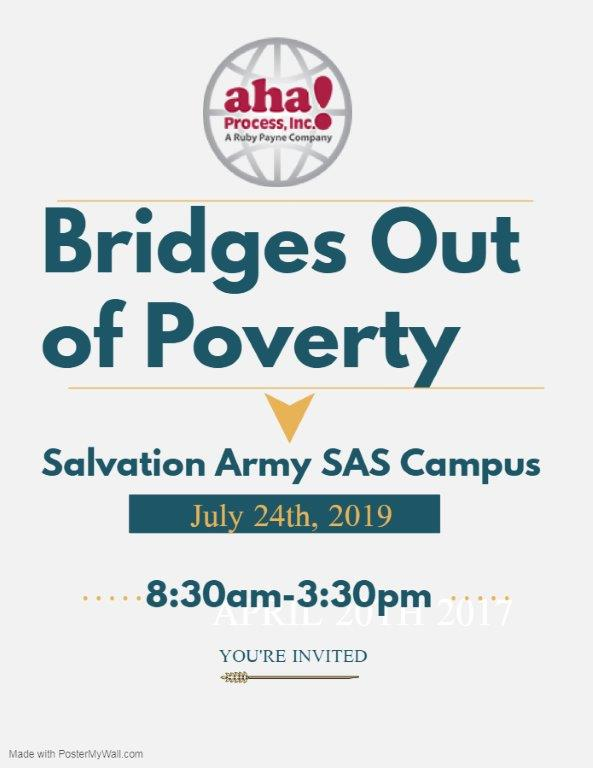 aha!
Process, Inc.
A Ruby Payne Company
Bridges Out
of Poverty
Salvation Army SAS Campus
July 24th, 2019
8:30am-3:30pm
APRIL 20TH 2017
YOU'RE INVITED
Made with PosterMyWall.com